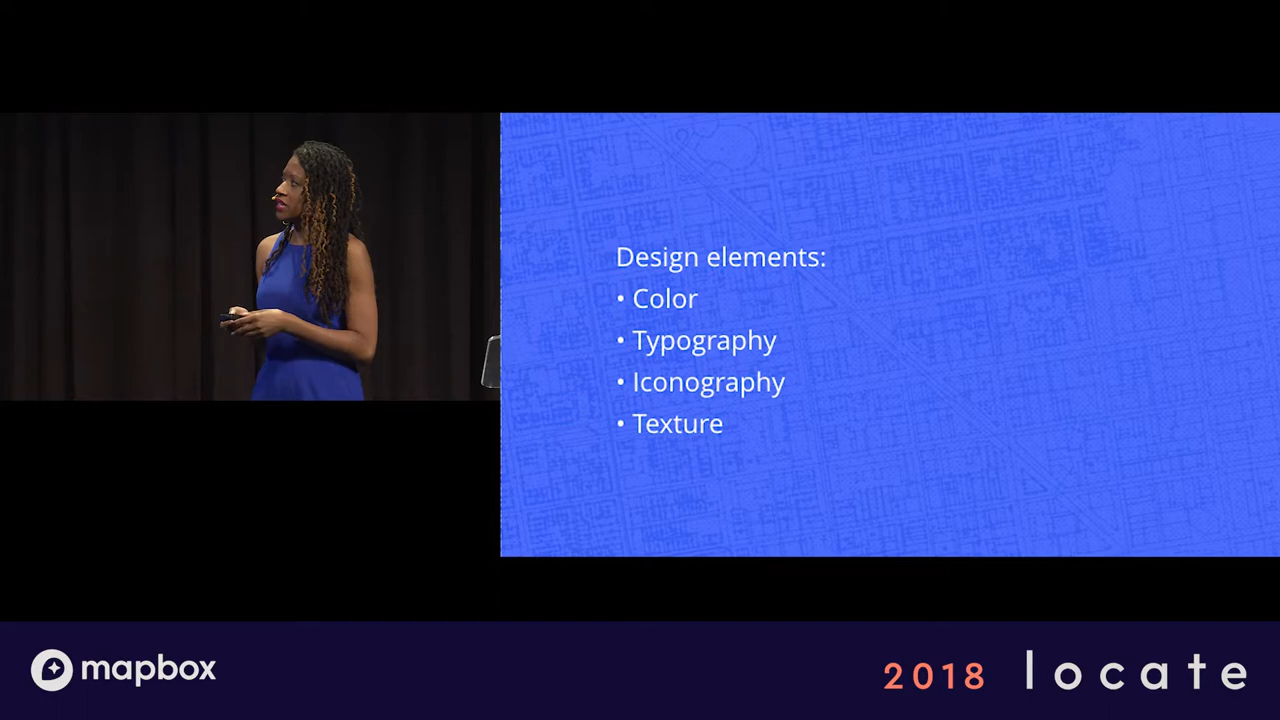 Design elements:
• Color
• Typography
• Iconography
• Texture
mapbox
2018 locate